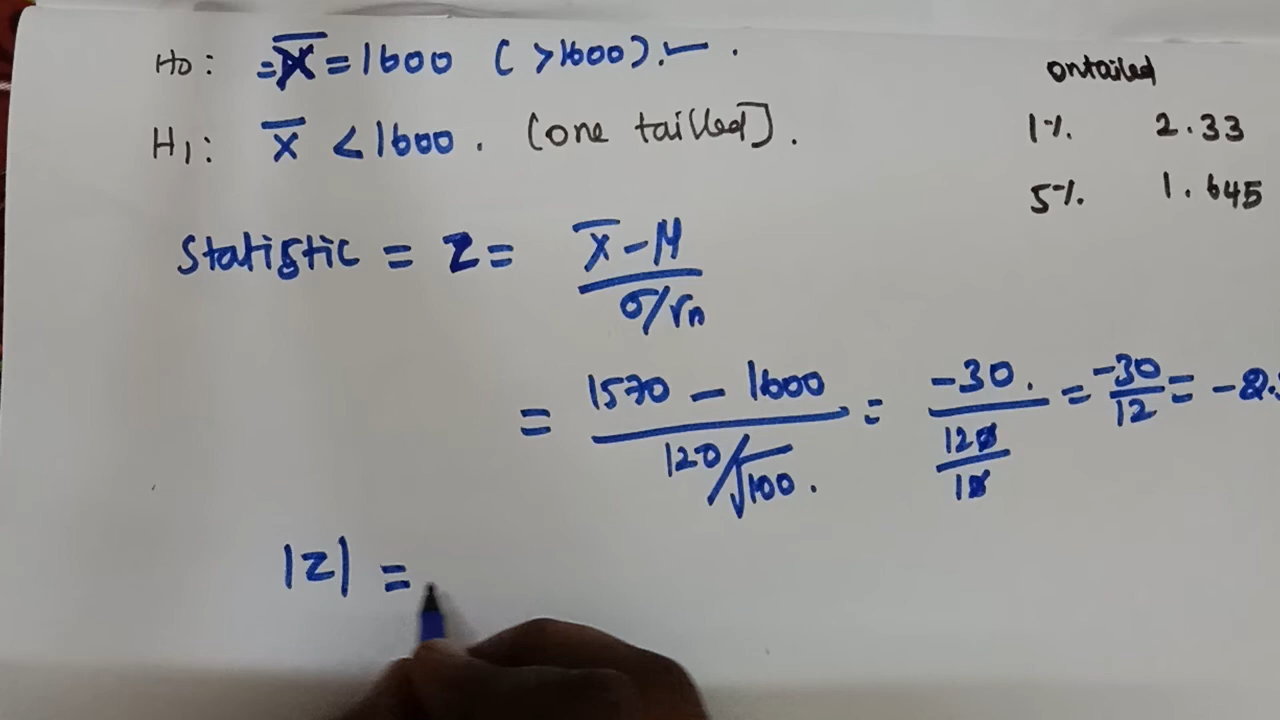 H0: = X̄ = 1600 ( >1600). ✓ .
H1: x̄ < 1600 . (one tailled).
ontailed
1% 2.33
5% 1.645
Statistic = Z = (x̄ - μ) / (σ/√n)
= (1570 - 1600) / (120/√100) . = -30. / (120/10) = -30/12 = -2.
|z| =